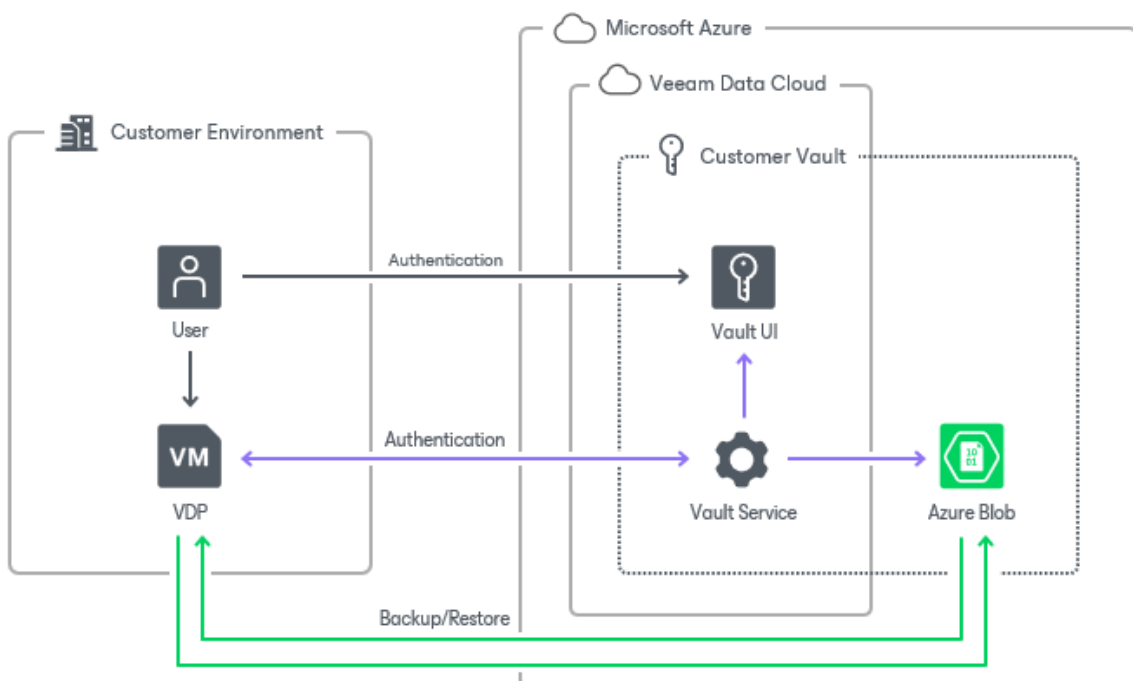 Microsoft Azure
Veeam Data Cloud
Customer Environment
Customer Vault
Authentication
User
Vault UI
Authentication
VM
10
01
VDP
Vault Service
Azure Blob
Backup/Restore